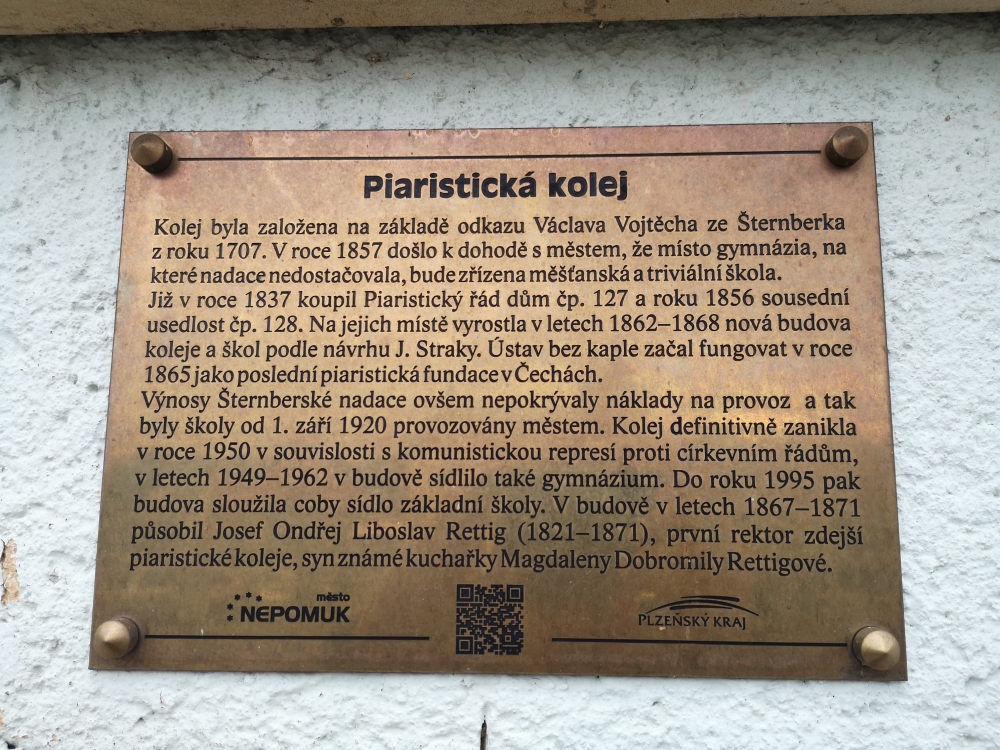 Piaristická kolej
Kolej byla založena na základě odkazu Václava Vojtěcha ze Šternberka
z roku 1707. V roce 1857 došlo k dohodě s městem, že místo gymnázia, na
které nadace nedostačovala, bude zřízena měšťanská a triviální škola.
Již v roce 1837 koupil Piaristický řád dům čp. 127 a roku 1856 sousední
usedlost čp. 128. Na jejich místě vyrostla v letech 1862–1868 nová budova
koleje a škol podle návrhu J. Straky. Ústav bez kaple začal fungovat v roce
1865 jako poslední piaristická fundace v Čechách.
Výnosy Šternberské nadace ovšem nepokrývaly náklady na provoz a tak
byly školy od 1. září 1920 provozovány městem. Kolej definitivně zanikla
v roce 1950 v souvislosti s komunistickou represí proti církevním řádům,
v letech 1949–1962 v budově sídlilo také gymnázium. Do roku 1995 pak
budova sloužila coby sídlo základní školy. V budově v letech 1867–1871
působil Josef Ondřej Liboslav Rettig (1821–1871), první rektor zdejší
piaristické koleje, syn známé kuchařky Magdaleny Dobromily Rettigové.
město
NEPOMUK
PLZEŇSKÝ KRAJ